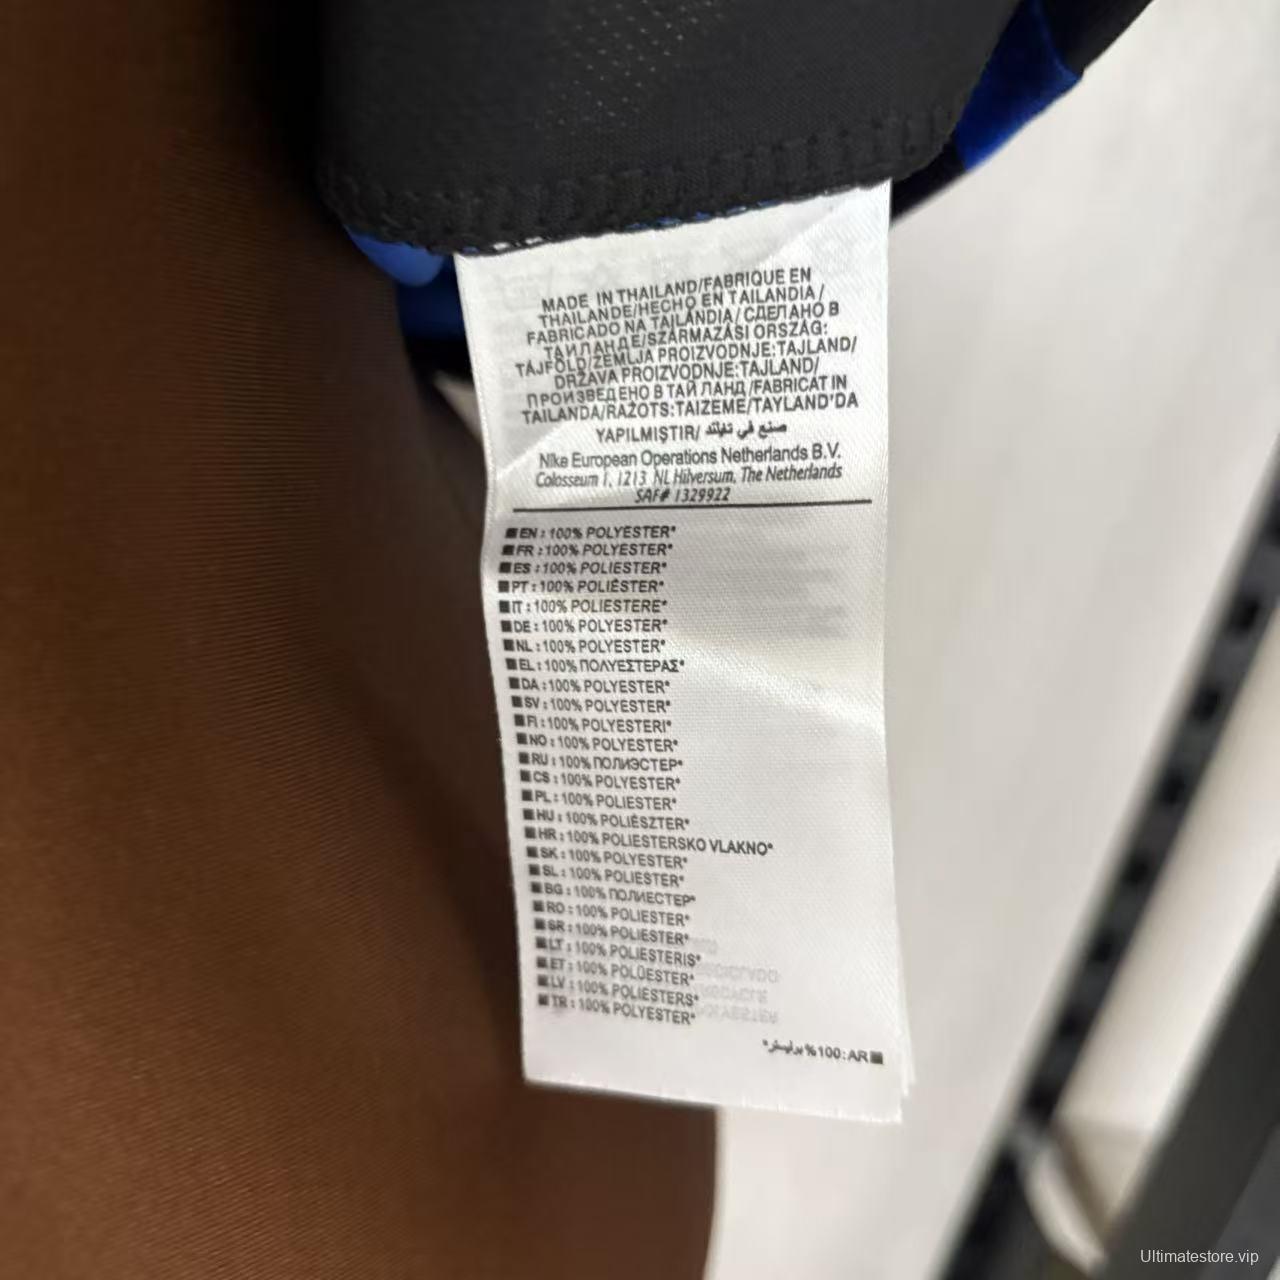 MADE IN THAILAND/FABRIQUE EN
THAILANDE/HECHO EN TAILANDIA/
FABRICADO NA TAILÂNDIA/СДЕЛАНО В
ТАИЛАНДЕ/SZÁRMAZÁSI ORSZÁG:
TÁJFÖLD/ZEMLJA PROIZVODNJE:TAJLAND/
DRŽAVA PROIZVODNJE:TAJLAND/
ПРОИЗВЕДЕНО В ТАЙЛАНД/FABRICAT IN
TAILANDA/RAŽOTS:TAIZEME/TAYLAND'DA
YAPILMIŞTIR/ صنع في تايلند
Nike European Operations Netherlands B.V.
Colosseum 1, 1213 NL Hilversum, The Netherlands
SAF# 1329922
EN : 100% POLYESTER*
FR : 100% POLYESTER*
ES : 100% POLIESTER*
PT : 100% POLIÉSTER*
IT : 100% POLIESTERE*
DE : 100% POLYESTER*
NL : 100% POLYESTER*
EL : 100% ΠΟΛΥΕΣΤΕΡΑΣ*
DA : 100% POLYESTER*
SV : 100% POLYESTER*
FI : 100% POLYESTERI*
NO : 100% POLYESTER*
RU : 100% ПОЛИЭСТЕР*
CS : 100% POLYESTER*
PL : 100% POLIESTER*
HU : 100% POLIÉSZTER*
HR : 100% POLIESTERSKO VLAKNO*
SK : 100% POLYESTER*
SL : 100% POLIESTER*
BG : 100% ПОЛИЕСТЕР*
RO : 100% POLIESTER*
SR : 100% POLIESTER*
LT : 100% POLIESTERIS*
ET : 100% POLÜESTER*
LV : 100% POLIESTERS*
TR : 100% POLYESTER*
AR: 100% بوليستر*
Ultimatestore.vip